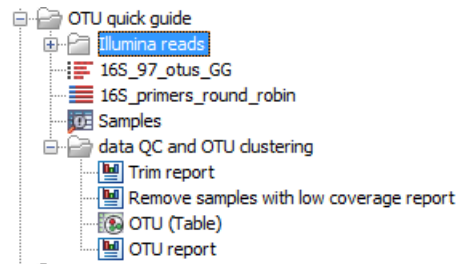 OTU quick guide
Illumina reads
16S_97_otus_GG
16S_primers_round_robin
Samples
data QC and OTU clustering
Trim report
Remove samples with low coverage report
OTU (Table)
OTU report